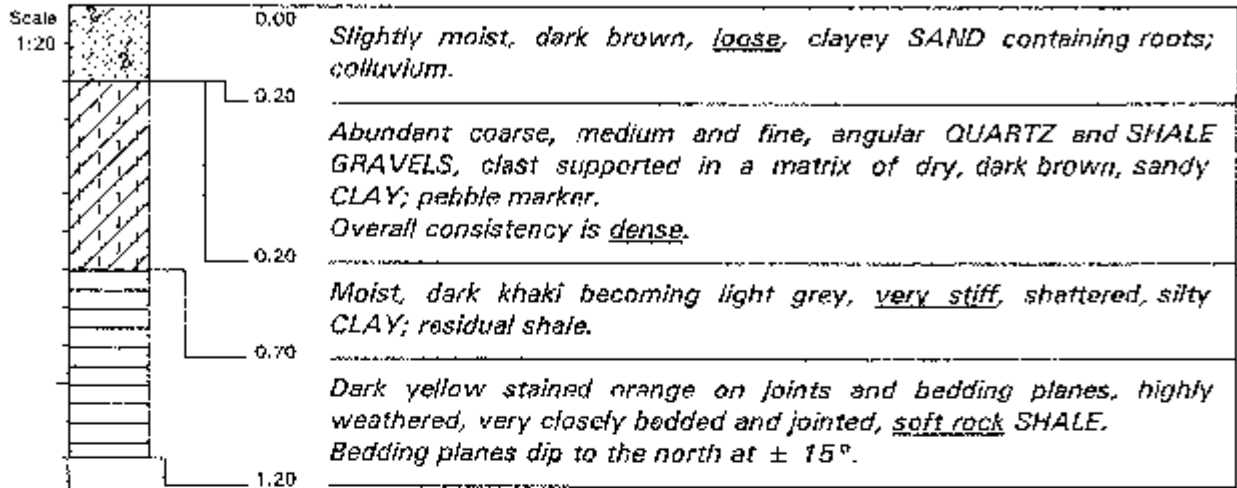 Scale
1:20
0.00
Slightly moist, dark brown, loose, clayey SAND containing roots;
colluvium.
0.20
Abundant coarse, medium and fine, angular QUARTZ and SHALE
GRAVELS, clast supported in a matrix of dry, dark brown, sandy
CLAY; pebble marker.
Overall consistency is dense.
0.20
Moist, dark khaki becoming light grey, very stiff, shattered, silty
CLAY; residual shale.
0.70
Dark yellow stained orange on joints and bedding planes, highly
weathered, very closely bedded and jointed, soft rock SHALE.
Bedding planes dip to the north at ± 15°.
1.20